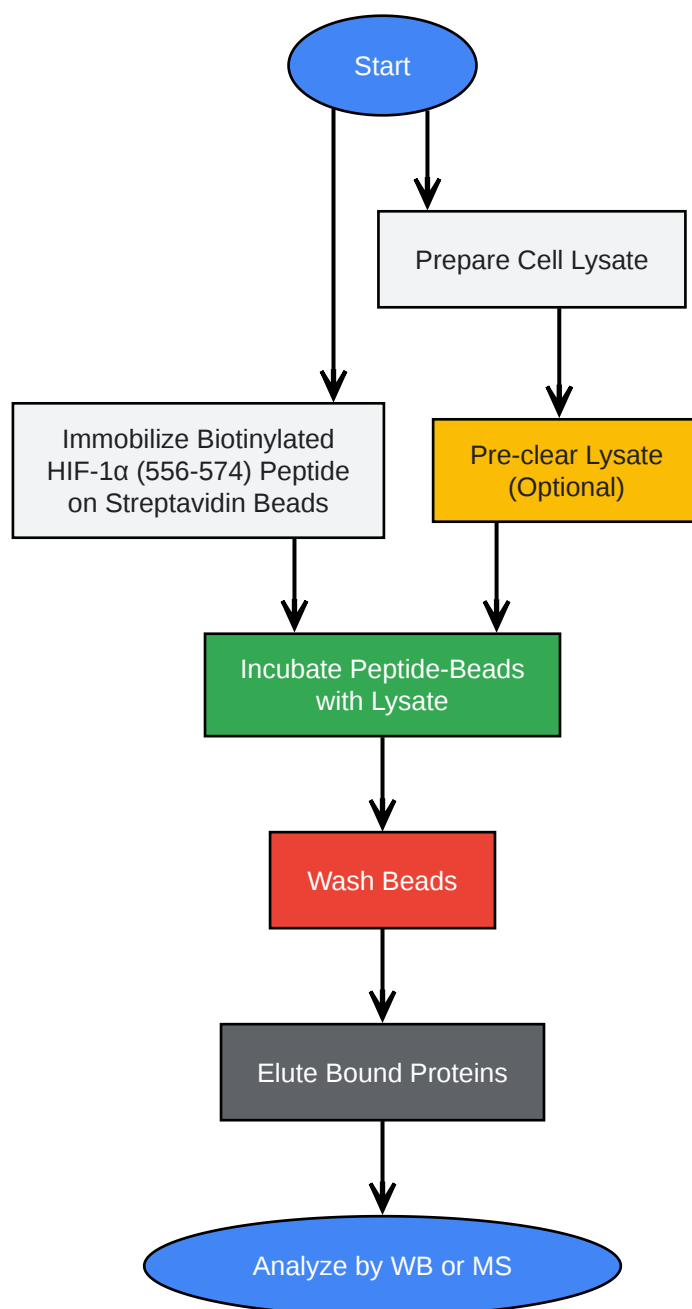 Start
Prepare Cell Lysate
Immobilize Biotinylated
HIF-1α (556-574) Peptide
on Streptavidin Beads
Pre-clear Lysate
(Optional)
Incubate Peptide-Beads
with Lysate
Wash Beads
Elute Bound Proteins
Analyze by WB or MS